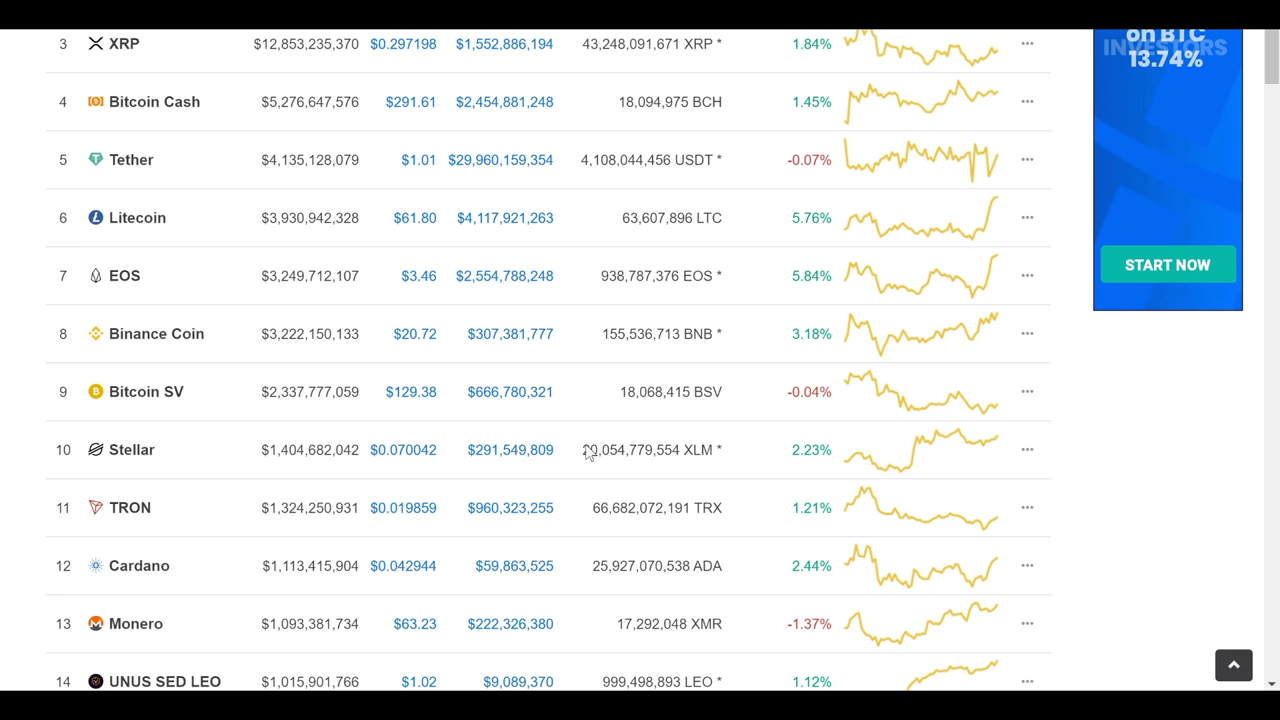 3 XRP $12,853,235,370 $0.297198 $1,552,886,194 43,248,091,671 XRP * 1.84%
4 Bitcoin Cash $5,276,647,576 $291.61 $2,454,881,248 18,094,975 BCH 1.45%
5 Tether $4,135,128,079 $1.01 $29,960,159,354 4,108,044,456 USDT * -0.07%
6 Litecoin $3,930,942,328 $61.80 $4,117,921,263 63,607,896 LTC 5.76%
7 EOS $3,249,712,107 $3.46 $2,554,788,248 938,787,376 EOS * 5.84%
8 Binance Coin $3,222,150,133 $20.72 $307,381,777 155,536,713 BNB * 3.18%
9 Bitcoin SV $2,337,777,059 $129.38 $666,780,321 18,068,415 BSV -0.04%
10 Stellar $1,404,682,042 $0.070042 $291,549,809 XLM * 2.23%
11 TRON $1,324,250,931 $0.019859 $960,323,255 66,682,072,191 TRX 1.21%
12 Cardano $1,113,415,904 $0.042944 $59,863,525 25,927,070,538 ADA 2.44%
13 Monero $1,093,381,734 $63.23 $222,326,380 17,292,048 XMR -1.37%
14 UNUS SED LEO $1,015,901,766 $1.02 $9,089,370 999,498,893 LEO * 1.12%
on BTC
INVESTORS
13.74%
START NOW